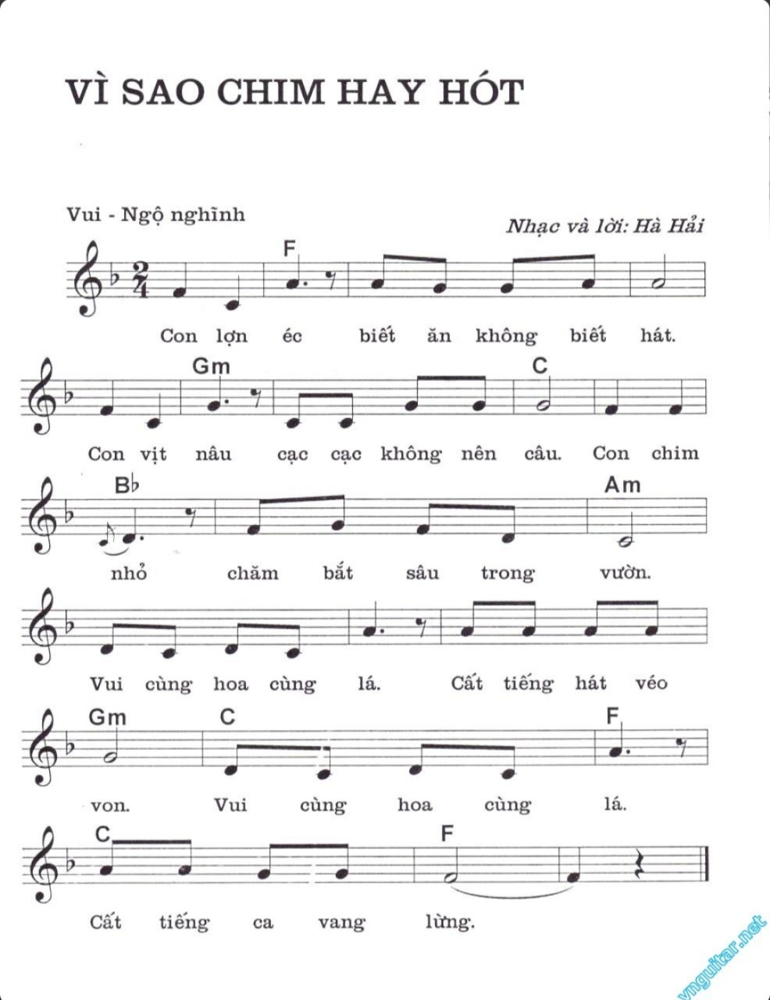 VÌ SAO CHIM HAY HÓT
Vui - Ngộ nghĩnh
Nhạc và lời: Hà Hải
F
2 4
Con lợn éc biết ăn không biết hát.
Gm C
Con vịt nâu cạc cạc không nên câu. Con chim
B♭ Am
nhỏ chăm bắt sâu trong vườn.
Vui cùng hoa cùng lá. Cất tiếng hát véo
Gm C F
von. Vui cùng hoa cùng lá.
C F
Cất tiếng ca vang lừng.
vnguitar.net